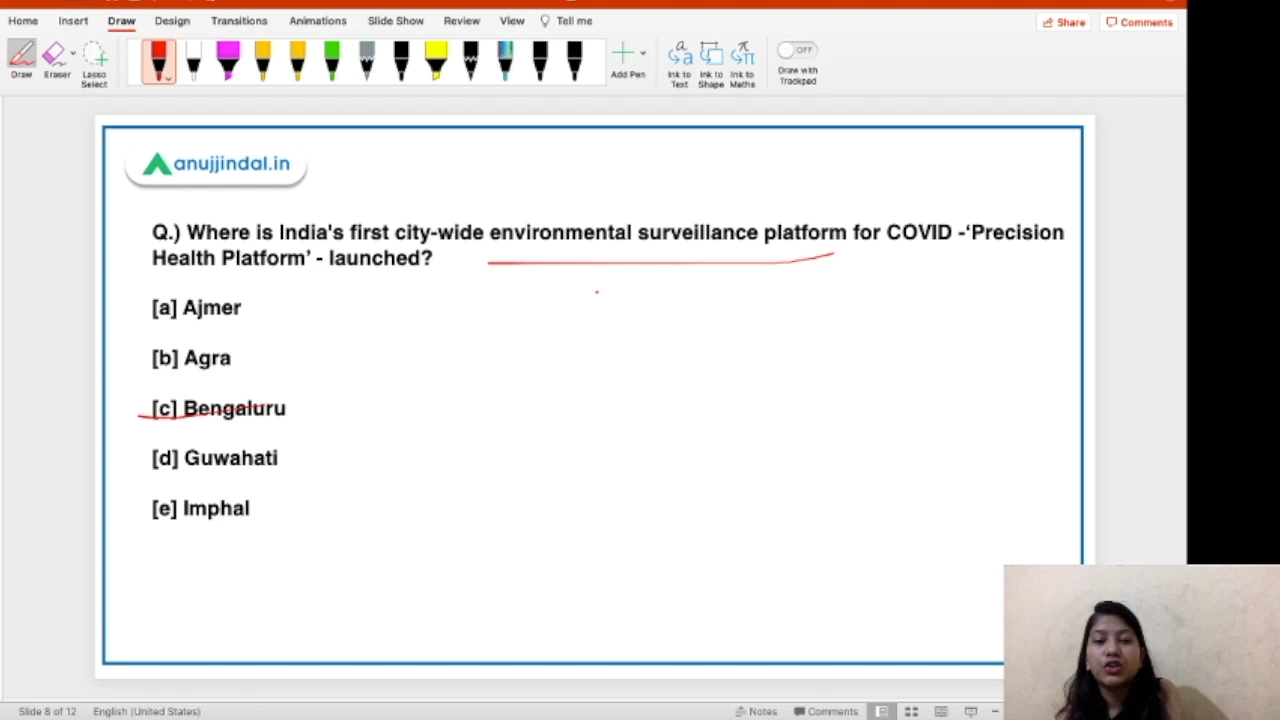 Home Insert Draw Design Transitions Animations Slide Show Review View Tell me Share Comments
Draw Eraser Lasso Select Add Pen Ink to Text Ink to Shape Ink to Maths OFF Draw with Trackpad
anujjindal.in
Q.) Where is India's first city-wide environmental surveillance platform for COVID -‘Precision
Health Platform’ - launched?
[a] Ajmer
[b] Agra
[c] Bengaluru
[d] Guwahati
[e] Imphal
Slide 8 of 12 English (United States) Notes Comments